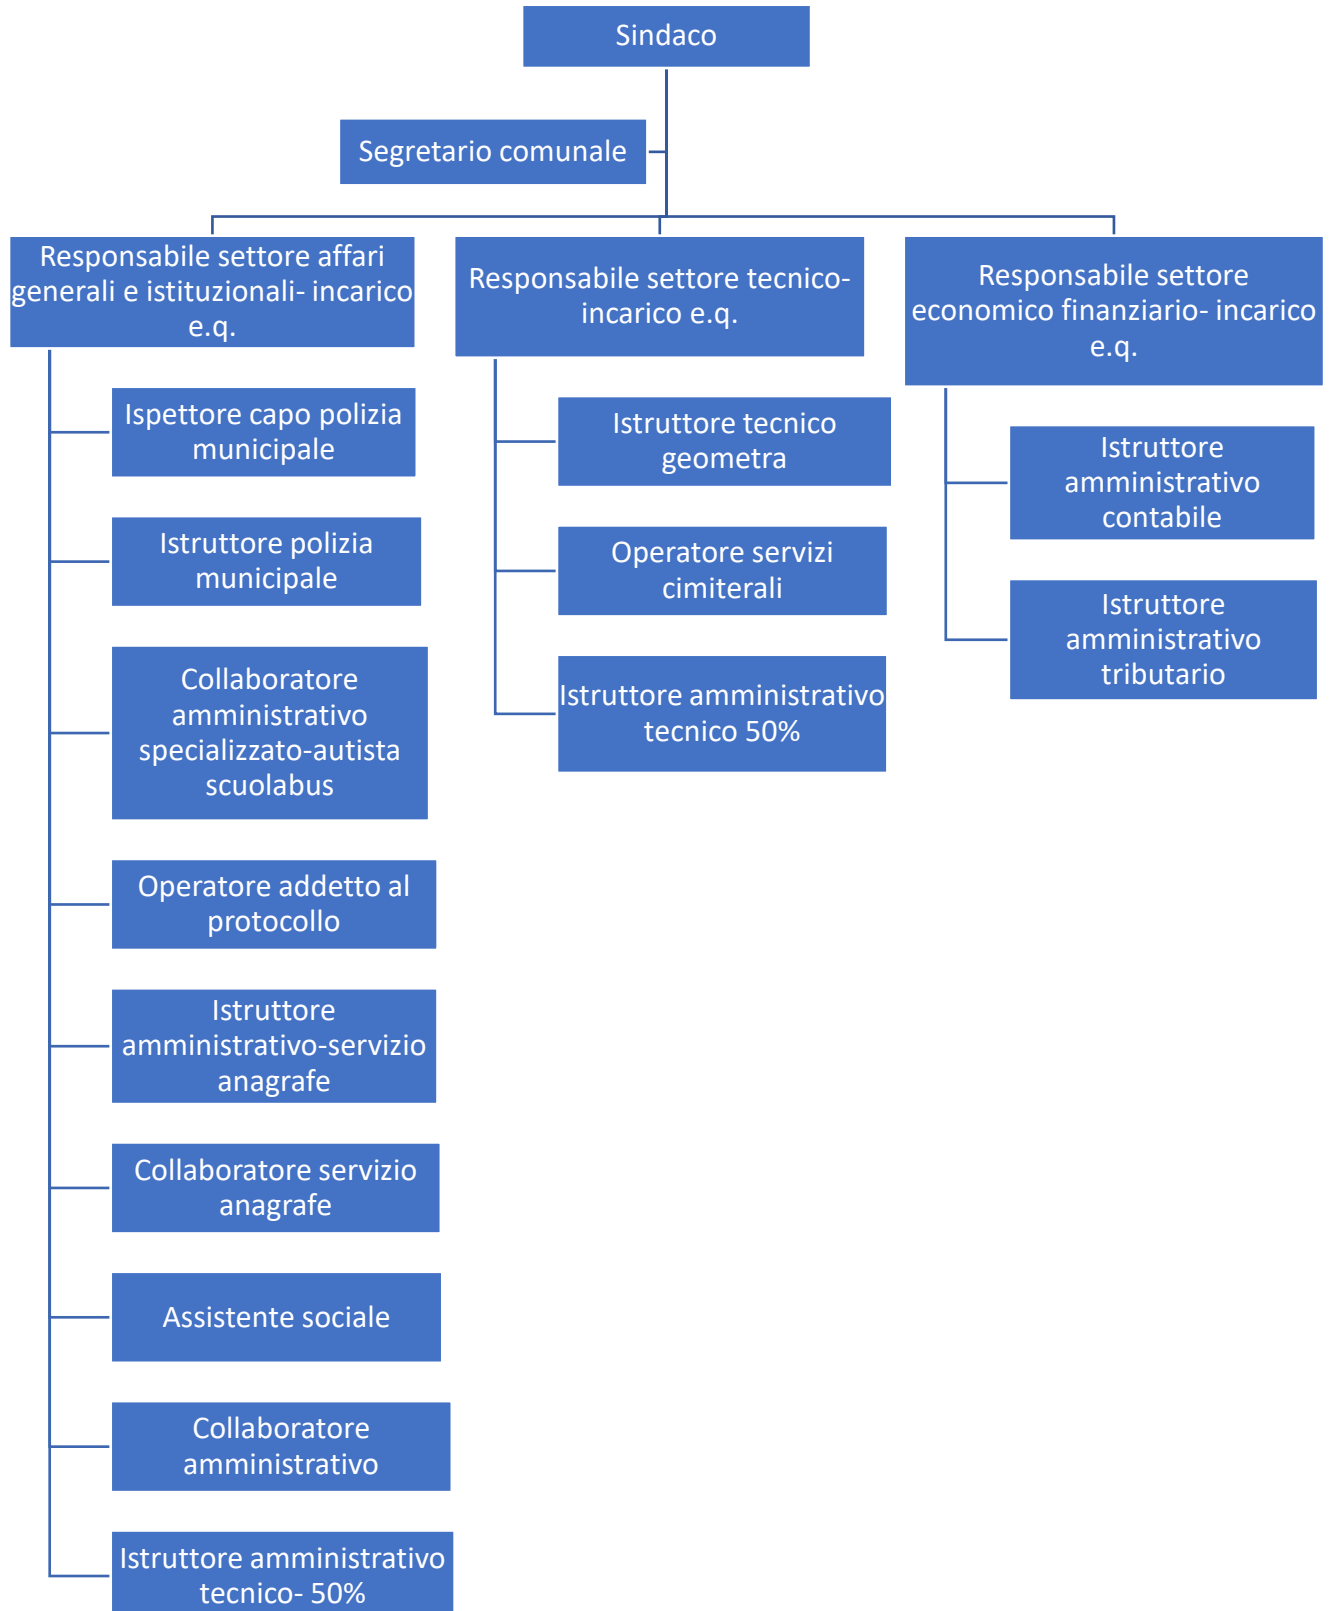 Sindaco
Segretario comunale
Responsabile settore affari
generali e istituzionali- incarico
e.q.
Ispettore capo polizia
municipale
Istruttore polizia
municipale
Collaboratore
amministrativo
specializzato-autista
scuolabus
Operatore addetto al
protocollo
Istruttore
amministrativo-servizio
anagrafe
Collaboratore servizio
anagrafe
Assistente sociale
Collaboratore
amministrativo
Istruttore amministrativo
tecnico- 50%
Responsabile settore tecnico-
incarico e.q.
Istruttore tecnico
geometra
Operatore servizi
cimiterali
Istruttore amministrativo
tecnico 50%
Responsabile settore
economico finanziario- incarico
e.q.
Istruttore
amministrativo
contabile
Istruttore
amministrativo
tributario